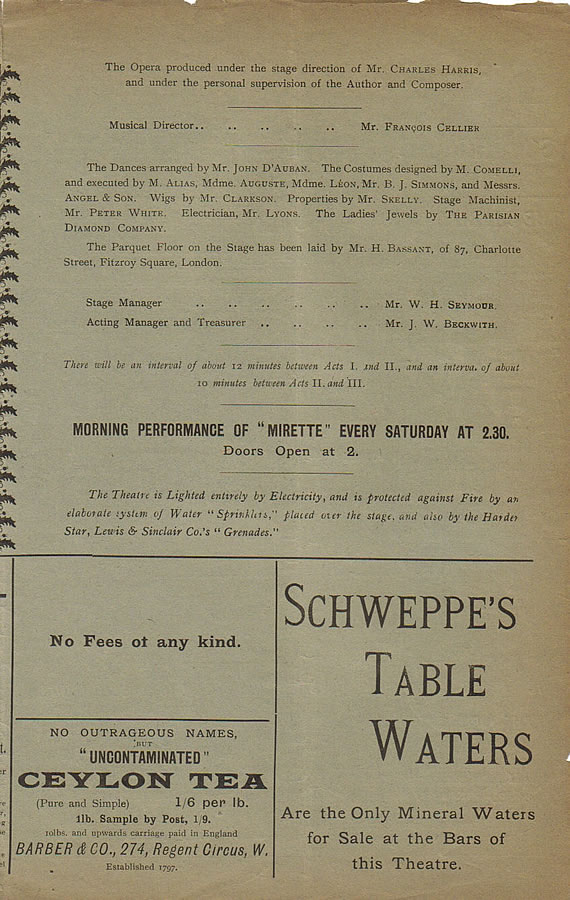 The Opera produced under the stage direction of Mr. CHARLES HARRIS,
and under the personal supervision of the Author and Composer.
Musical Director.. .. .. .. .. Mr. FRANÇOIS CELLIER
The Dances arranged by Mr. JOHN D'AUBAN. The Costumes designed by M. COMELLI,
and executed by M. ALIAS, Mdme. AUGUSTE, Mdme. LÉON, Mr. B. J. SIMMONS, and Messrs.
ANGEL & SON. Wigs by Mr. CLARKSON. Properties by Mr. SKELLY. Stage Machinist,
Mr. PETER WHITE. Electrician, Mr. LYONS. The Ladies' Jewels by THE PARISIAN
DIAMOND COMPANY.
The Parquet Floor on the Stage has been laid by Mr. H. BASSANT, of 87, Charlotte
Street, Fitzroy Square, London.
Stage Manager .. .. .. .. .. .. Mr. W. H. SEYMOUR.
Acting Manager and Treasurer .. .. .. .. Mr. J. W. BECKWITH.
There will be an interval of about 12 minutes between Acts I. and II., and an interval of about
10 minutes between Acts II. and III.
MORNING PERFORMANCE OF "MIRETTE" EVERY SATURDAY AT 2.30.
Doors Open at 2.
The Theatre is Lighted entirely by Electricity, and is protected against Fire by an
elaborate system of Water "Sprinklers," placed over the stage, and also by the Harder
Star, Lewis & Sinclair Co.'s "Grenades."
No Fees of any kind.
NO OUTRAGEOUS NAMES,
BUT
"UNCONTAMINATED"
CEYLON TEA
(Pure and Simple) 1/6 per lb.
1lb. Sample by Post, 1/9.
10lbs. and upwards carriage paid in England
BARBER & CO., 274, Regent Circus, W.
Established 1797.
SCHWEPPE'S
TABLE
WATERS
Are the Only Mineral Waters
for Sale at the Bars of
this Theatre.